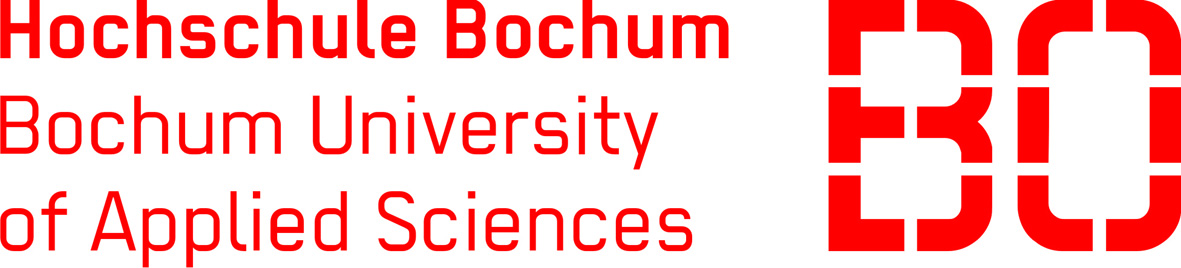 Hochschule Bochum
Bochum University
of Applied Sciences
BO